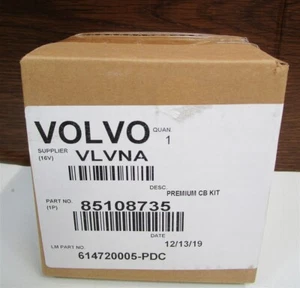 VOLVO
QUAN
1
SUPPLIER
(16V)
VLVNA
DESC.
PREMIUM CB KIT
PART NO.
(1P)
85108735
DATE
12/13/19
LM PART NO.
614720005-PDC